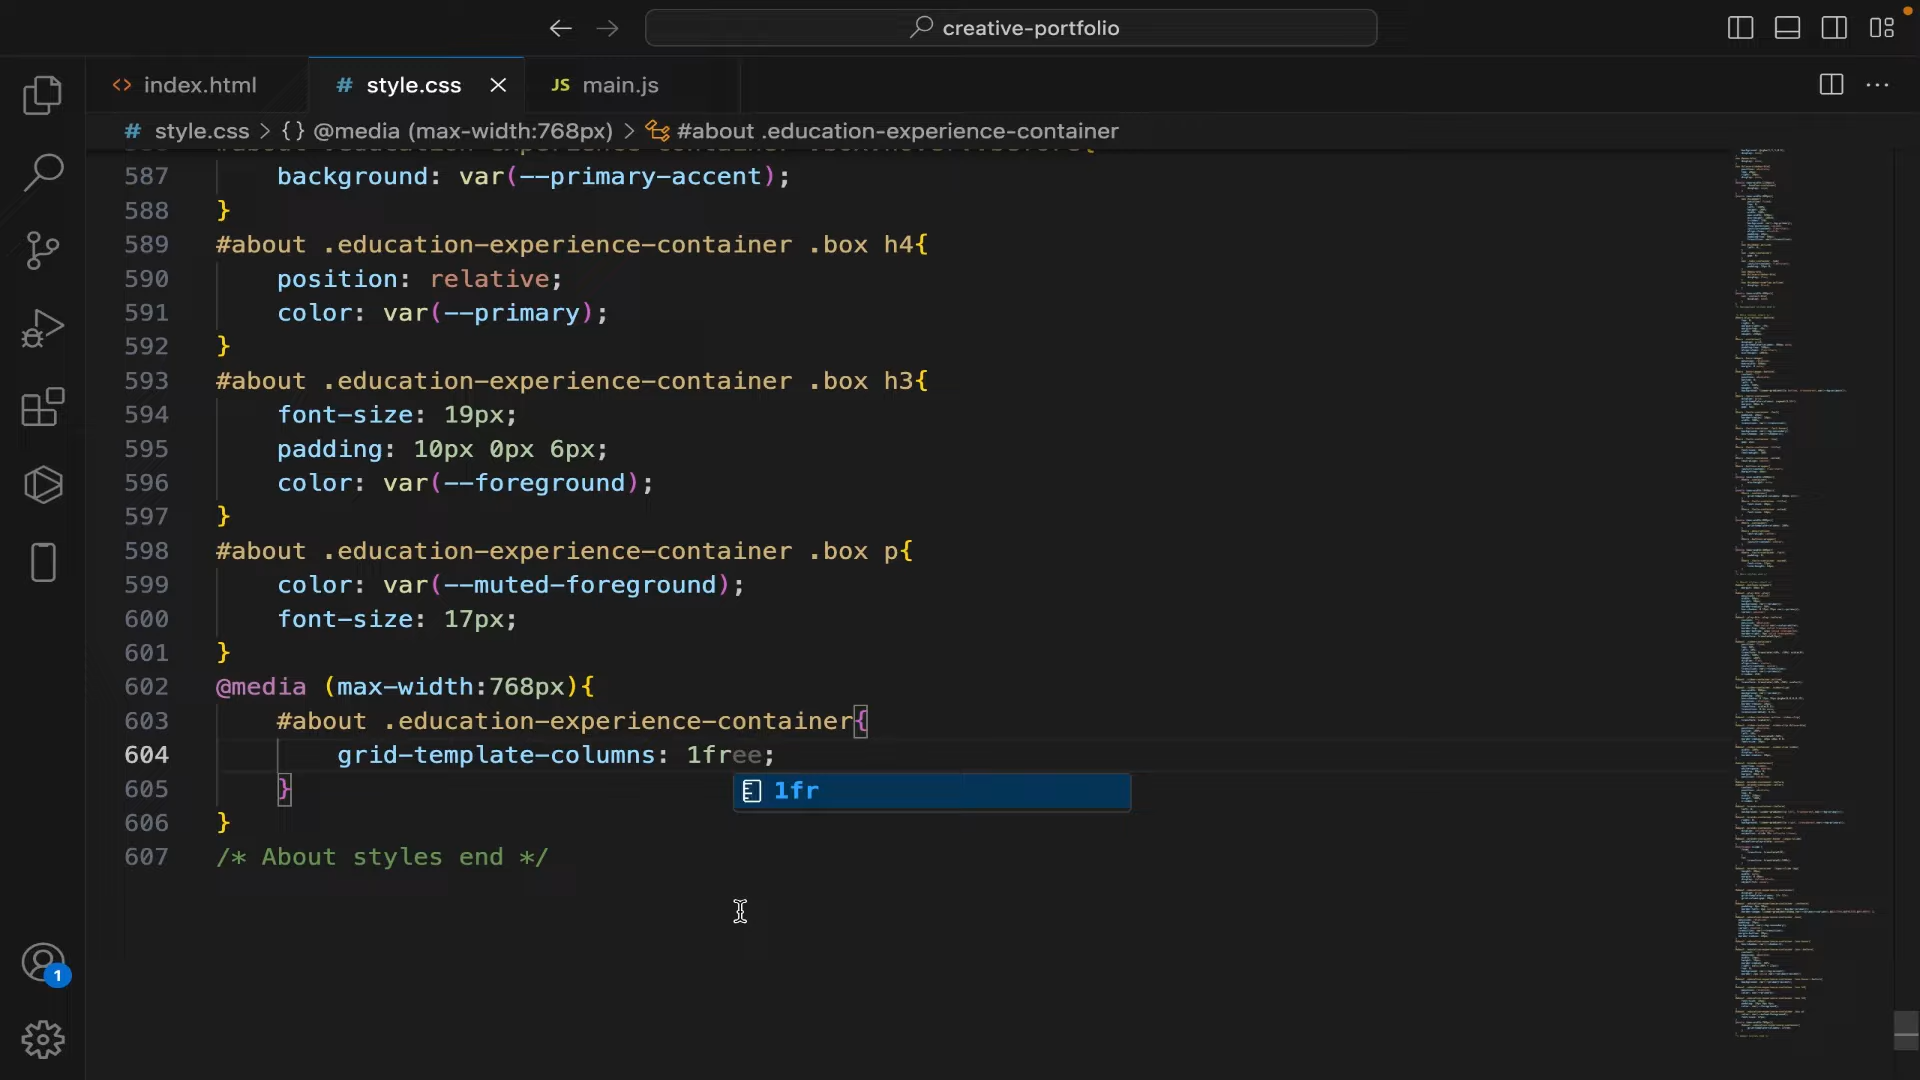 creative-portfolio
index.html
# style.css
JS main.js
# style.css > {} @media (max-width:768px) > #about .education-experience-container
587 background: var(--primary-accent);
588 }
589 #about .education-experience-container .box h4{
590 position: relative;
591 color: var(--primary);
592 }
593 #about .education-experience-container .box h3{
594 font-size: 19px;
595 padding: 10px 0px 6px;
596 color: var(--foreground);
597 }
598 #about .education-experience-container .box p{
599 color: var(--muted-foreground);
600 font-size: 17px;
601 }
602 @media (max-width:768px){
603 #about .education-experience-container{
604 grid-template-columns: 1free;
1fr
605 }
606 }
607 /* About styles end */
1